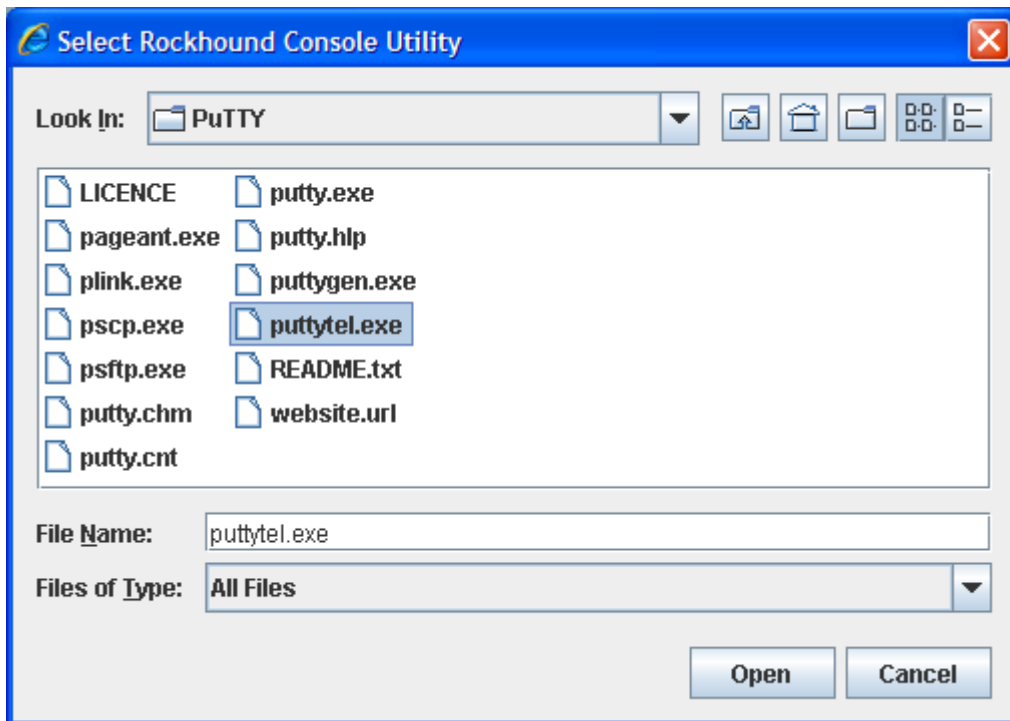 Select Rockhound Console Utility
Look In: PuTTY
LICENCE
pageant.exe
plink.exe
pscp.exe
psftp.exe
putty.chm
putty.cnt
putty.exe
putty.hlp
puttygen.exe
puttytel.exe
README.txt
website.url
File Name: puttytel.exe
Files of Type: All Files
Open Cancel